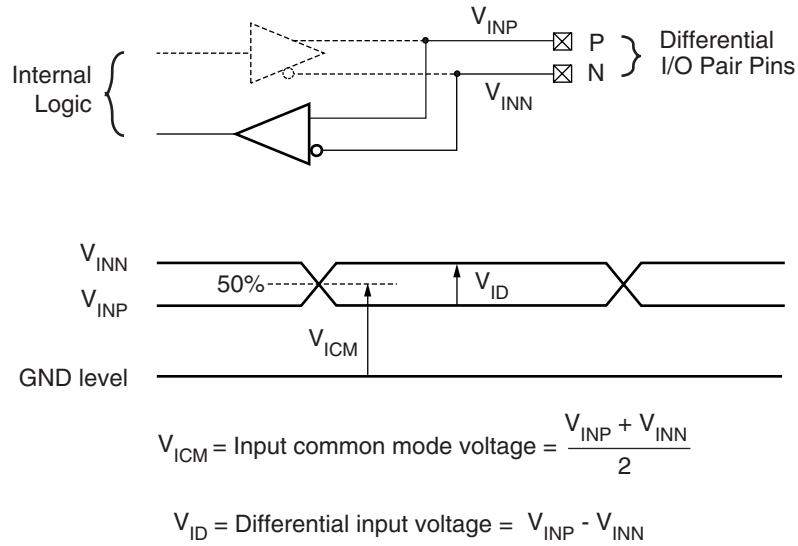 V_INP
P
N
Differential
I/O Pair Pins
V_INN
Internal
Logic
V_INN
50%
V_ID
V_INP
V_ICM
GND level
V_ICM = Input common mode voltage = (V_INP + V_INN) / 2
V_ID = Differential input voltage = V_INP - V_INN